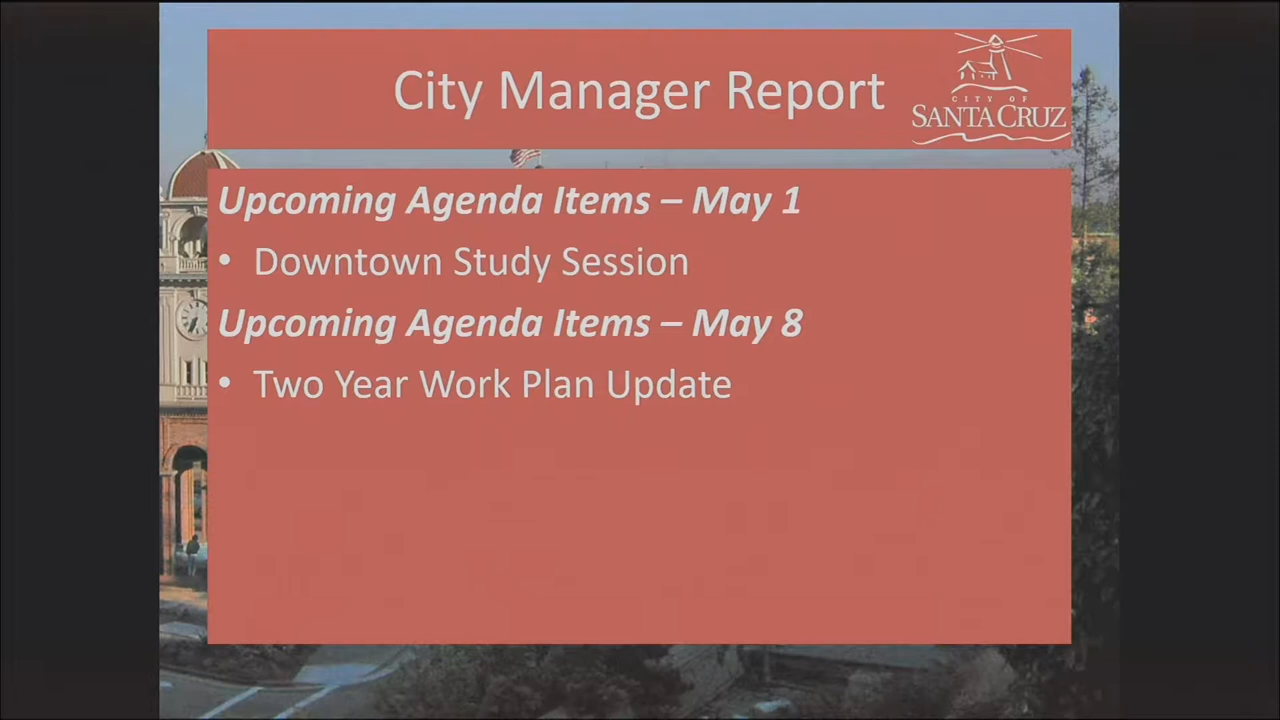 City Manager Report
CITY OF
SANTA CRUZ
Upcoming Agenda Items – May 1
• Downtown Study Session
Upcoming Agenda Items – May 8
• Two Year Work Plan Update